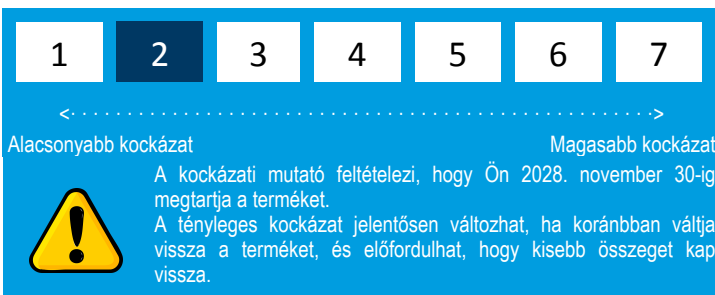 1 2 3 4 5 6 7
<· · · · · · · · · · · · · · · · · · · · · · · · · · · · · · · · · · · · · · · · · · · · · · · · · · · · ·>
Alacsonyabb kockázat Magasabb kockázat
A kockázati mutató feltételezi, hogy Ön 2028. november 30-ig
megtartja a terméket.
A tényleges kockázat jelentősen változhat, ha koránbban váltja
vissza a terméket, és előfordulhat, hogy kisebb összeget kap
vissza.